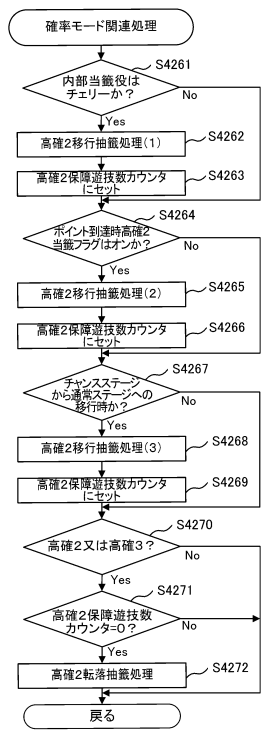 確率モード関連処理
S4261
内部当籤役は
チェリーか?
No
Yes
S4262
高確2移行抽籤処理(1)
S4263
高確2保障遊技数カウンタ
にセット
S4264
ポイント到達時高確2
当籤フラグはオンか?
No
Yes
S4265
高確2移行抽籤処理(2)
S4266
高確2保障遊技数カウンタ
にセット
S4267
チャンスステージ
から通常ステージへの
移行時か?
No
Yes
S4268
高確2移行抽籤処理(3)
S4269
高確2保障遊技数カウンタ
にセット
S4270
高確2又は高確3?
No
Yes
S4271
高確2保障遊技数
カウンタ=0?
No
Yes
S4272
高確2転落抽籤処理
戻る